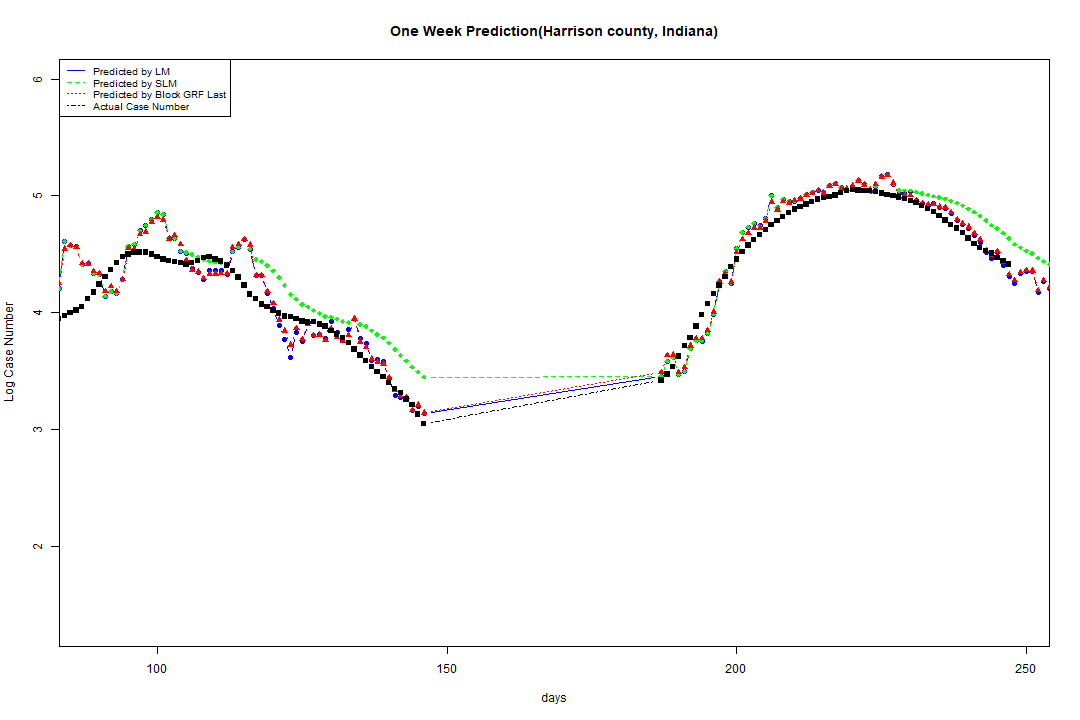 One Week Prediction(Harrison county, Indiana)
Predicted by LM
Predicted by SLM
Predicted by Block GRF Last
Actual Case Number
6
5
4
3
2
Log Case Number
100
150
200
250
days